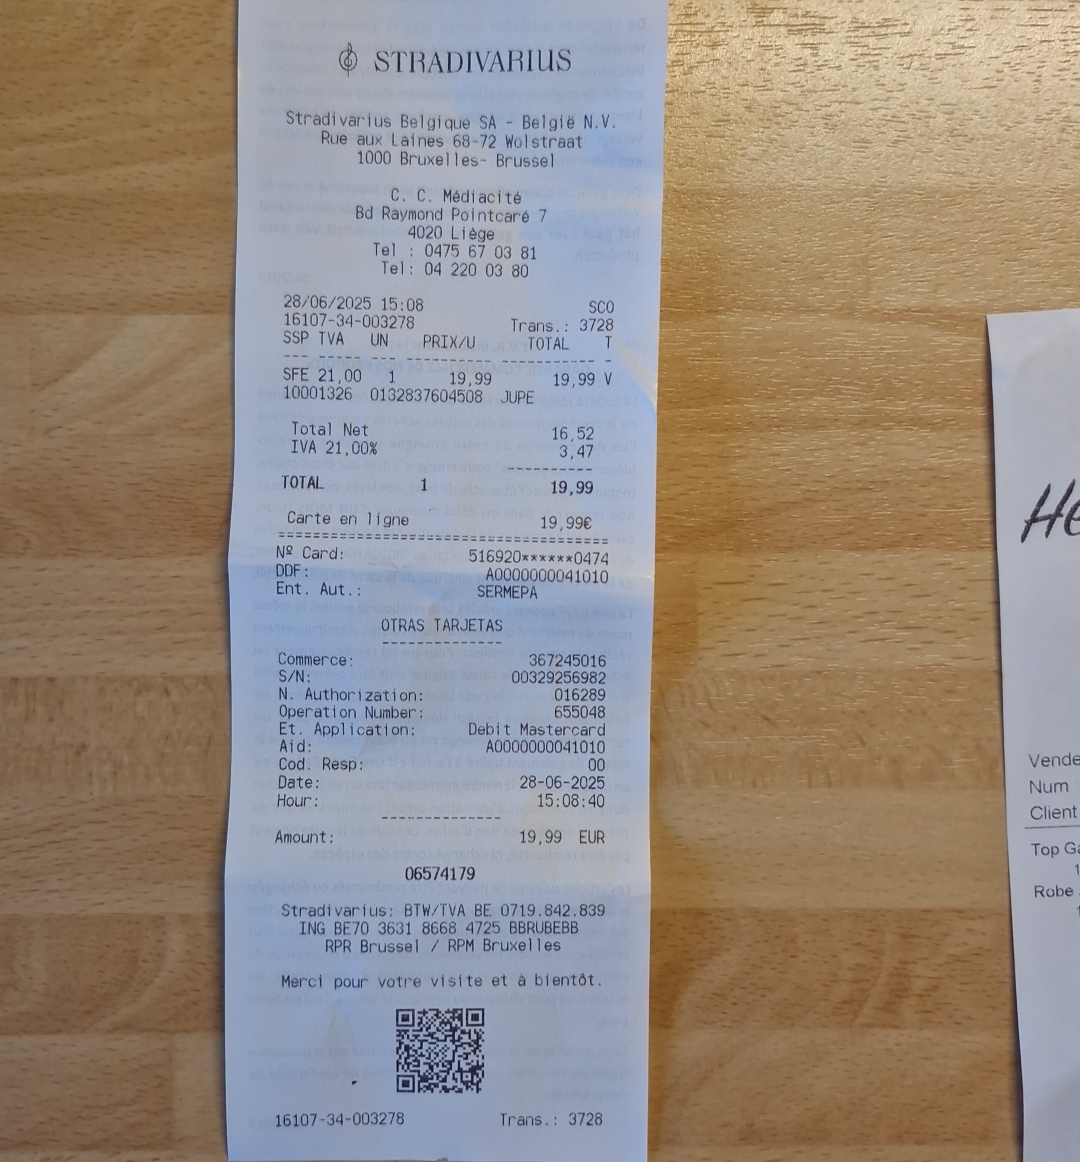 STRADIVARIUS
Stradivarius Belgique SA - België N.V.
Rue aux Laines 68-72 Wolstraat
1000 Bruxelles- Brussel
C. C. Médiacité
Bd Raymond Pointcaré 7
4020 Liège
Tel : 0475 67 03 81
Tel: 04 220 03 80
28/06/2025 15:08 SCO
16107-34-003278 Trans.: 3728
SSP TVA UN PRIX/U TOTAL T
SFE 21,00 1 19,99 19,99 V
10001326 0132837604508 JUPE
Total Net 16,52
IVA 21,00% 3,47
TOTAL 1 19,99
Carte en ligne 19,99€
Nº Card: 516920******0474
DDF: A0000000041010
Ent. Aut.: SERMEPA
OTRAS TARJETAS
Commerce: 367245016
S/N: 00329256982
N. Authorization: 016289
Operation Number: 655048
Et. Application: Debit Mastercard
Aid: A0000000041010
Cod. Resp: 00
Date: 28-06-2025
Hour: 15:08:40
Amount: 19,99 EUR
06574179
Stradivarius: BTW/TVA BE 0719.842.839
ING BE70 3631 8668 4725 BBRUBEBB
RPR Brussel / RPM Bruxelles
Merci pour votre visite et à bientôt.
16107-34-003278 Trans.: 3728
Vende
Num
Client
Top Ga
Robe